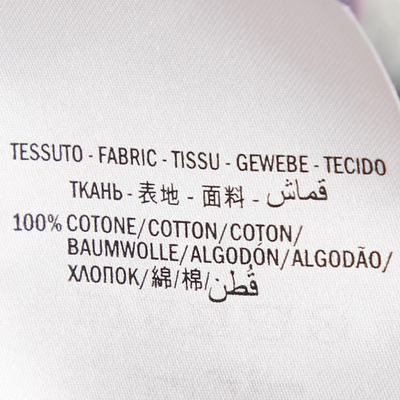 TESSUTO - FABRIC - TISSU - GEWEBE - TECIDO
ТКАНЬ - 表地 - 面料 - قماش
100% COTONE/COTTON/COTON/
BAUMWOLLE/ALGODÓN/ALGODÃO/
ХЛОПОК/綿/棉/قُطن